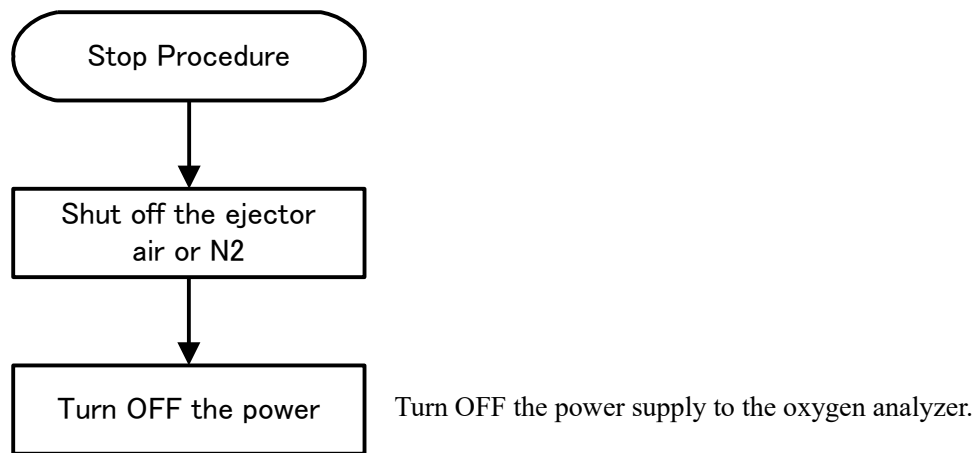 Stop Procedure
Shut off the ejector
air or N2
Turn OFF the power
Turn OFF the power supply to the oxygen analyzer.